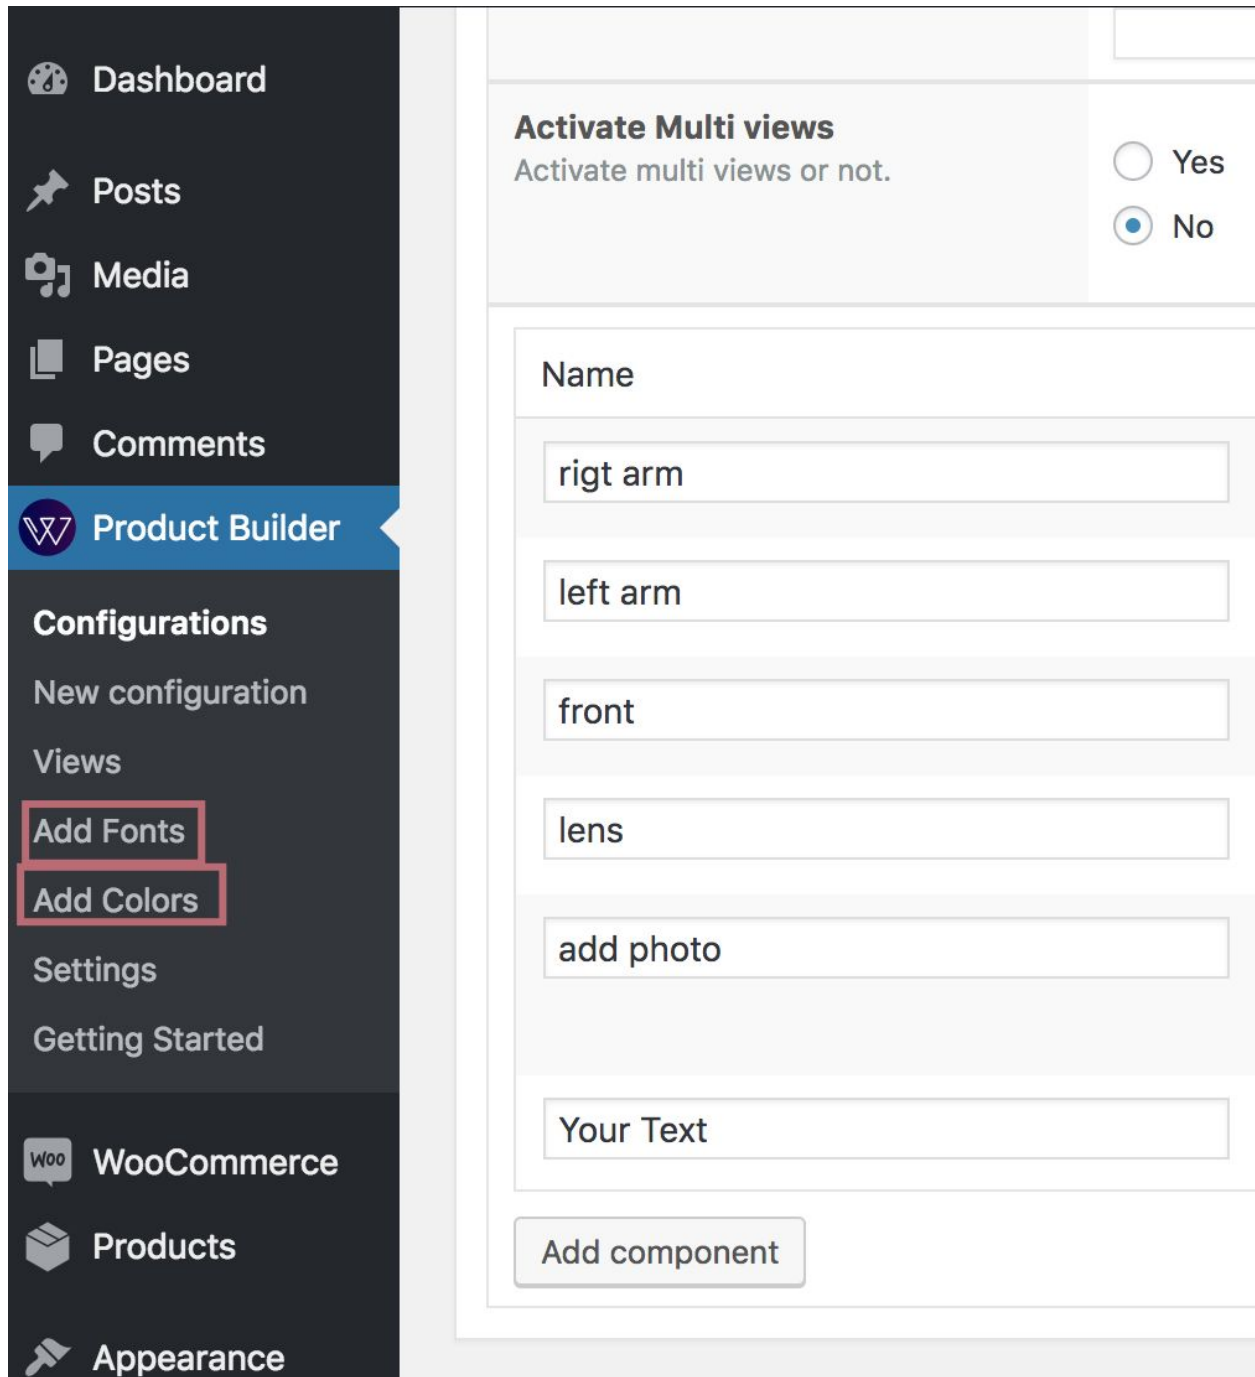 Dashboard
Posts
Media
Pages
Comments
Product Builder
Configurations
New configuration
Views
Add Fonts
Add Colors
Settings
Getting Started
Woo
WooCommerce
Products
Appearance
Activate Multi views
Activate multi views or not.
Yes
No
Name
rigt arm
left arm
front
lens
add photo
Your Text
Add component